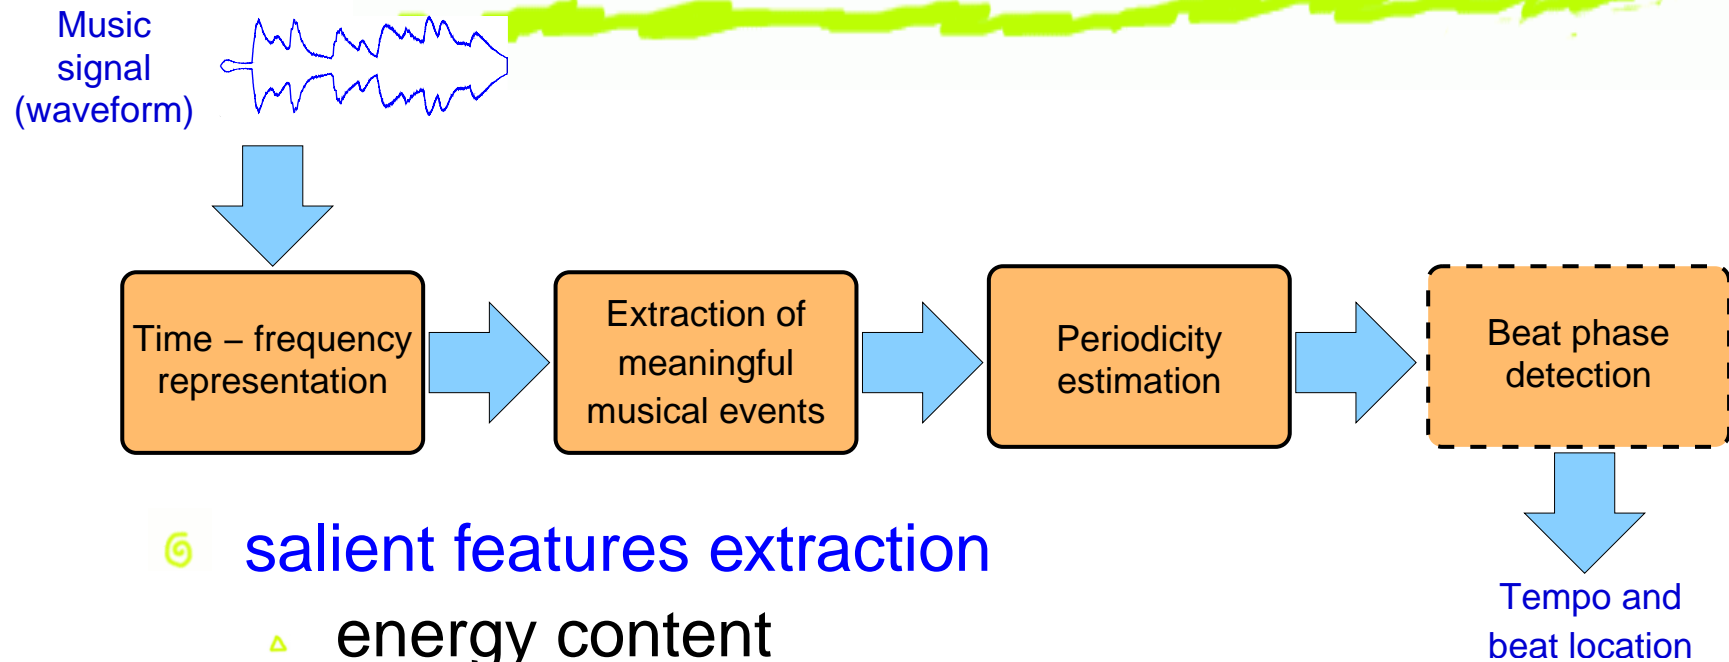 Music
signal
(waveform)
Time – frequency
representation
Extraction of
meaningful
musical events
Periodicity
estimation
Beat phase
detection
salient features extraction
energy content
Tempo and
beat location